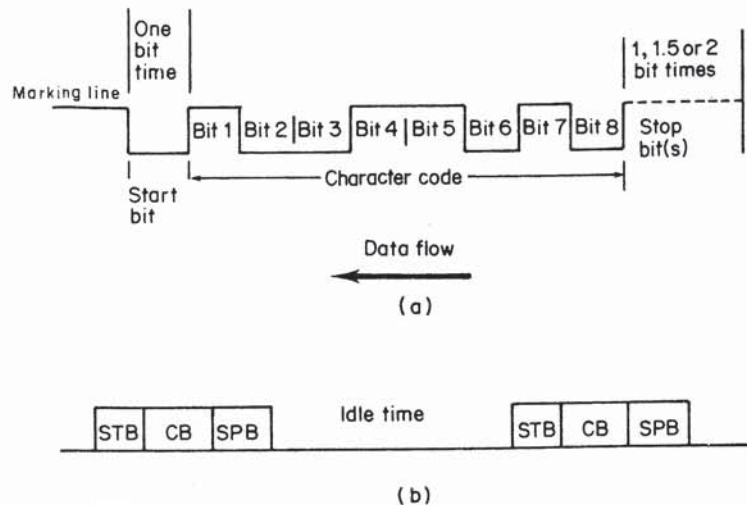 One
bit
time
1, 1.5 or 2
bit times
Marking line
Bit 1 Bit 2 Bit 3 Bit 4 Bit 5 Bit 6 Bit 7 Bit 8
Stop
bit(s)
Start
bit
Character code
Data flow
(a)
Idle time
STB CB SPB STB CB SPB
(b)